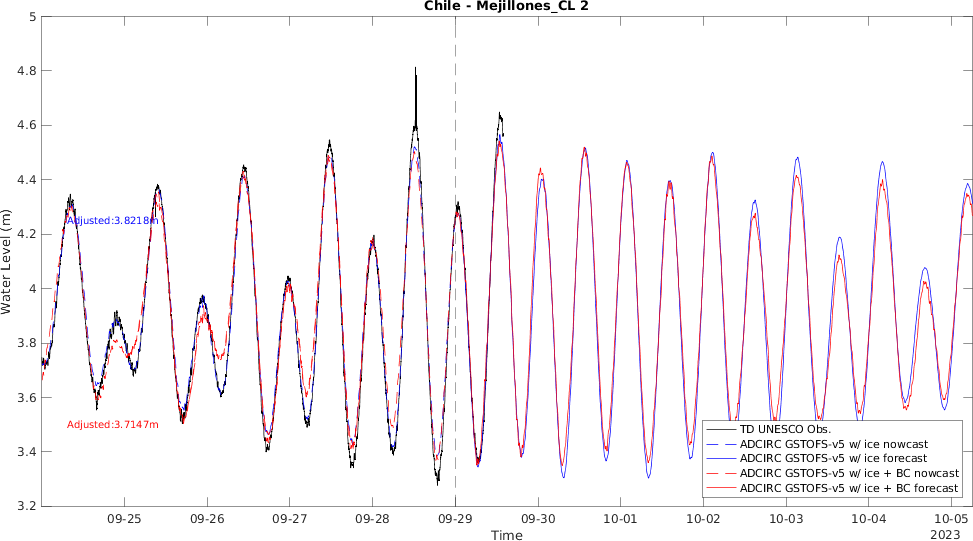 Chile - Mejillones_CL 2
5
4.8
4.6
4.4
4.2
4
3.8
3.6
3.4
3.2
Water Level (m)
Adjusted:3.8218m
Adjusted:3.7147m
TD UNESCO Obs.
ADCIRC GSTOFS-v5 w/ ice nowcast
ADCIRC GSTOFS-v5 w/ ice forecast
ADCIRC GSTOFS-v5 w/ ice + BC nowcast
ADCIRC GSTOFS-v5 w/ ice + BC forecast
09-25 09-26 09-27 09-28 09-29 09-30 10-01 10-02 10-03 10-04 10-05
Time
2023